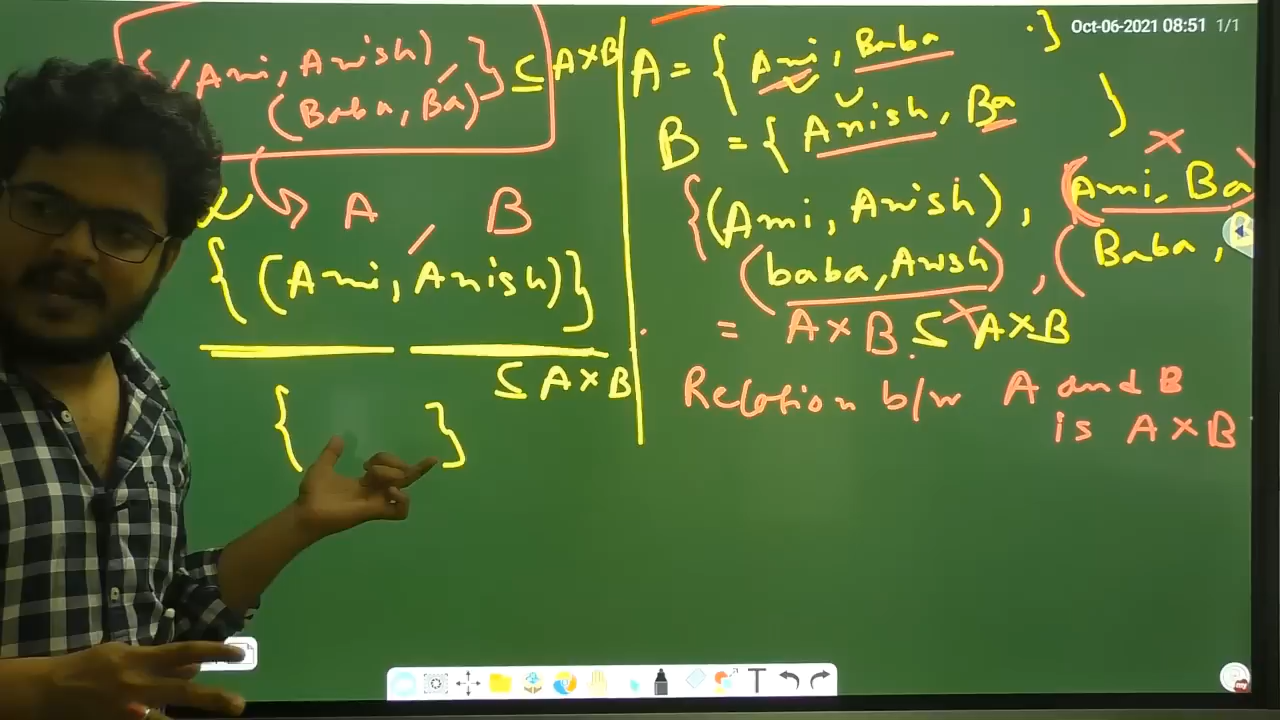 {(Ami, Anish),
(Baba, Ba)} ⊆ A×B
A, B
{(Ami, Anish)}
⊆ A×B
{ }
Oct-06-2021 08:51 1/1
A = {Ami, Baba .}
B = {Anish, Ba }
{(Ami, Anish), (Ami, Ba)
(baba, Anish), (Baba,
= A×B. ⊆ A×B
Relation b/w A and B
is A×B
T